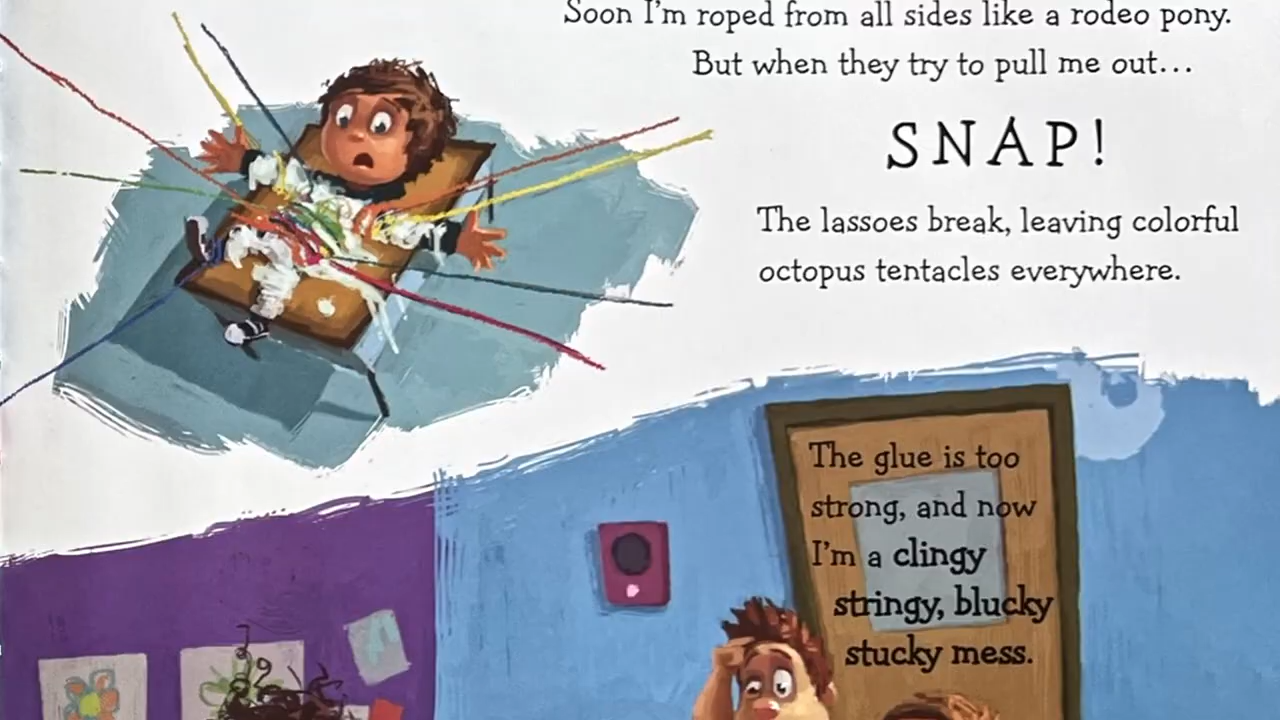 Soon I'm roped from all sides like a rodeo pony.
But when they try to pull me out...
SNAP!
The lassoes break, leaving colorful
octopus tentacles everywhere.
The glue is too
strong, and now
I'm a clingy
stringy, blucky
stucky mess.